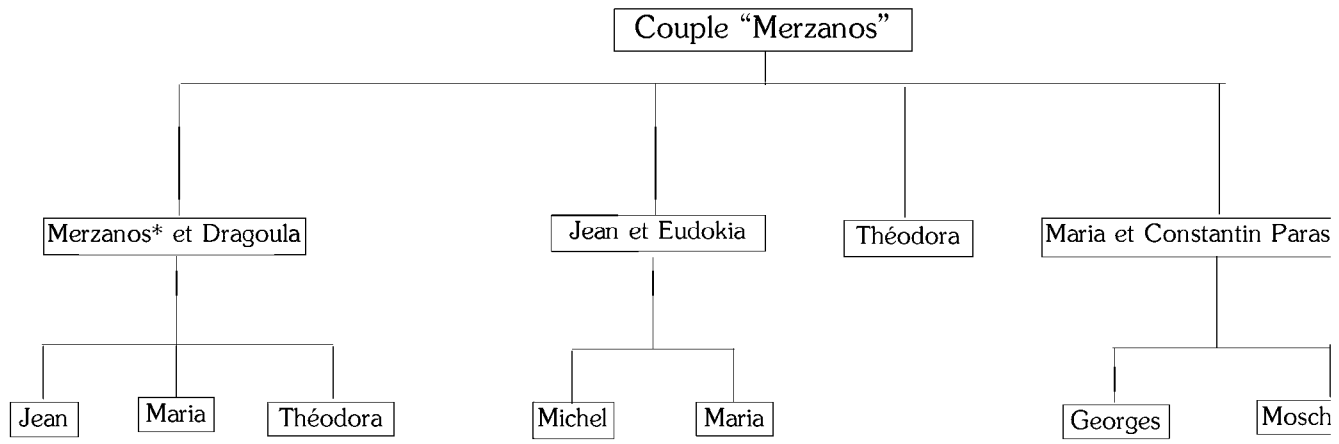 Couple “Merzanos”
Merzanos* et Dragoula
Jean et Eudokia
Théodora
Maria et Constantin Paras
Jean
Maria
Théodora
Michel
Maria
Georges
Mosch